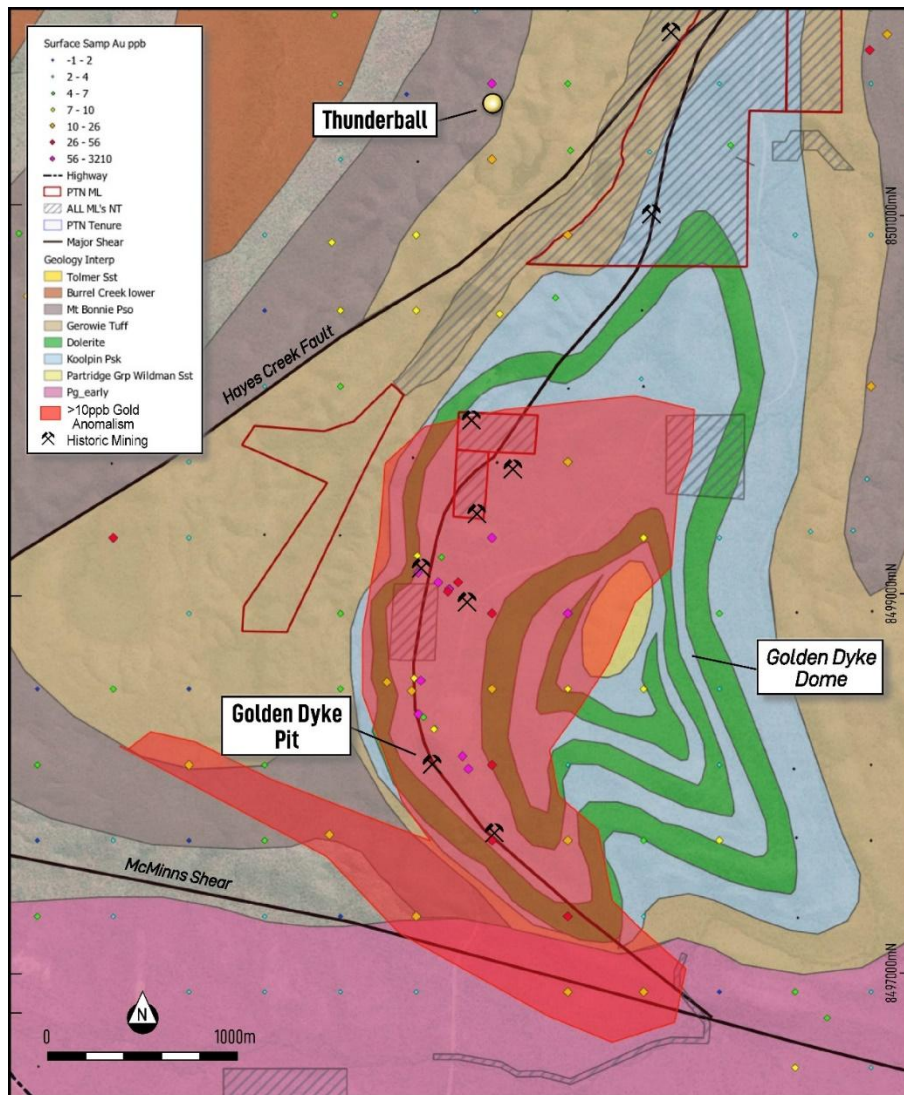 Surface Samp Au ppb
-1 - 2
2 - 4
4 - 7
7 - 10
10 - 26
26 - 56
56 - 3210
Highway
PTN ML
ALL ML's NT
PTN Tenure
Major Shear
Geology Interp
Tolmer Sst
Burrel Creek lower
Mt Bonnie Pso
Gerowie Tuff
Dolerite
Koolpin Psk
Partridge Grp Wildman Sst
Pg_early
>10ppb Gold
Anomalism
Historic Mining
Thunderball
8501000mN
Hayes Creek Fault
8499000mN
Golden Dyke
Dome
Golden Dyke
Pit
McMinns Shear
8497000mN
N
0 1000m